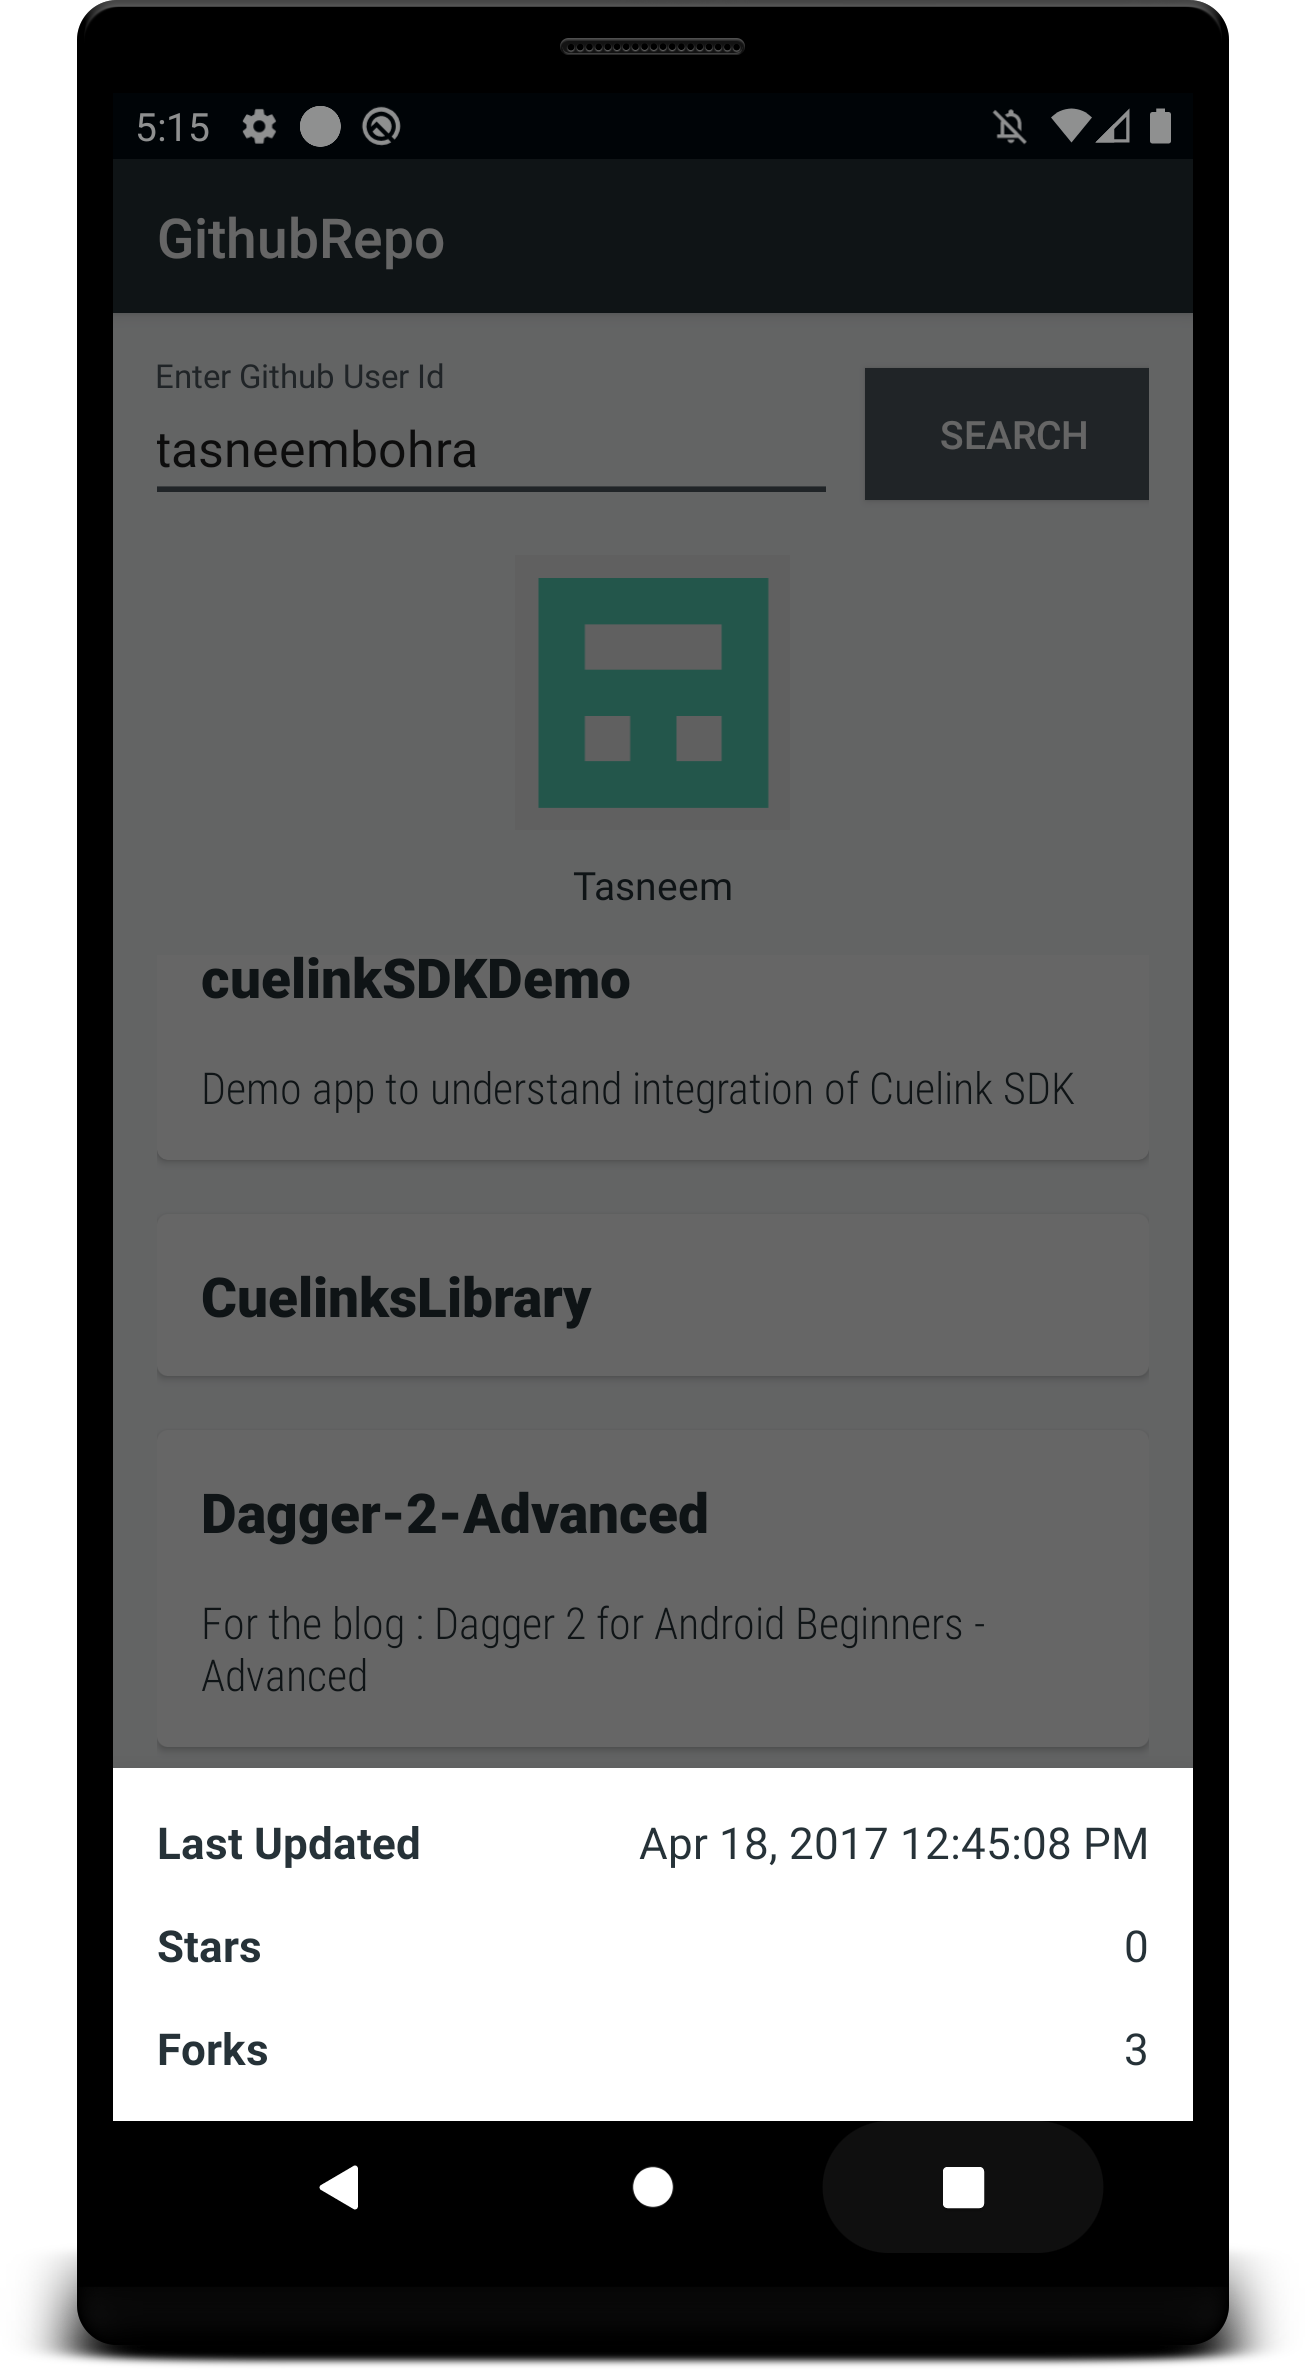 5:15
GithubRepo
Enter Github User Id
tasneembohra
SEARCH
Tasneem
cuelinkSDKDemo
Demo app to understand integration of Cuelink SDK
CuelinksLibrary
Dagger-2-Advanced
For the blog : Dagger 2 for Android Beginners -
Advanced
Last Updated Apr 18, 2017 12:45:08 PM
Stars 0
Forks 3